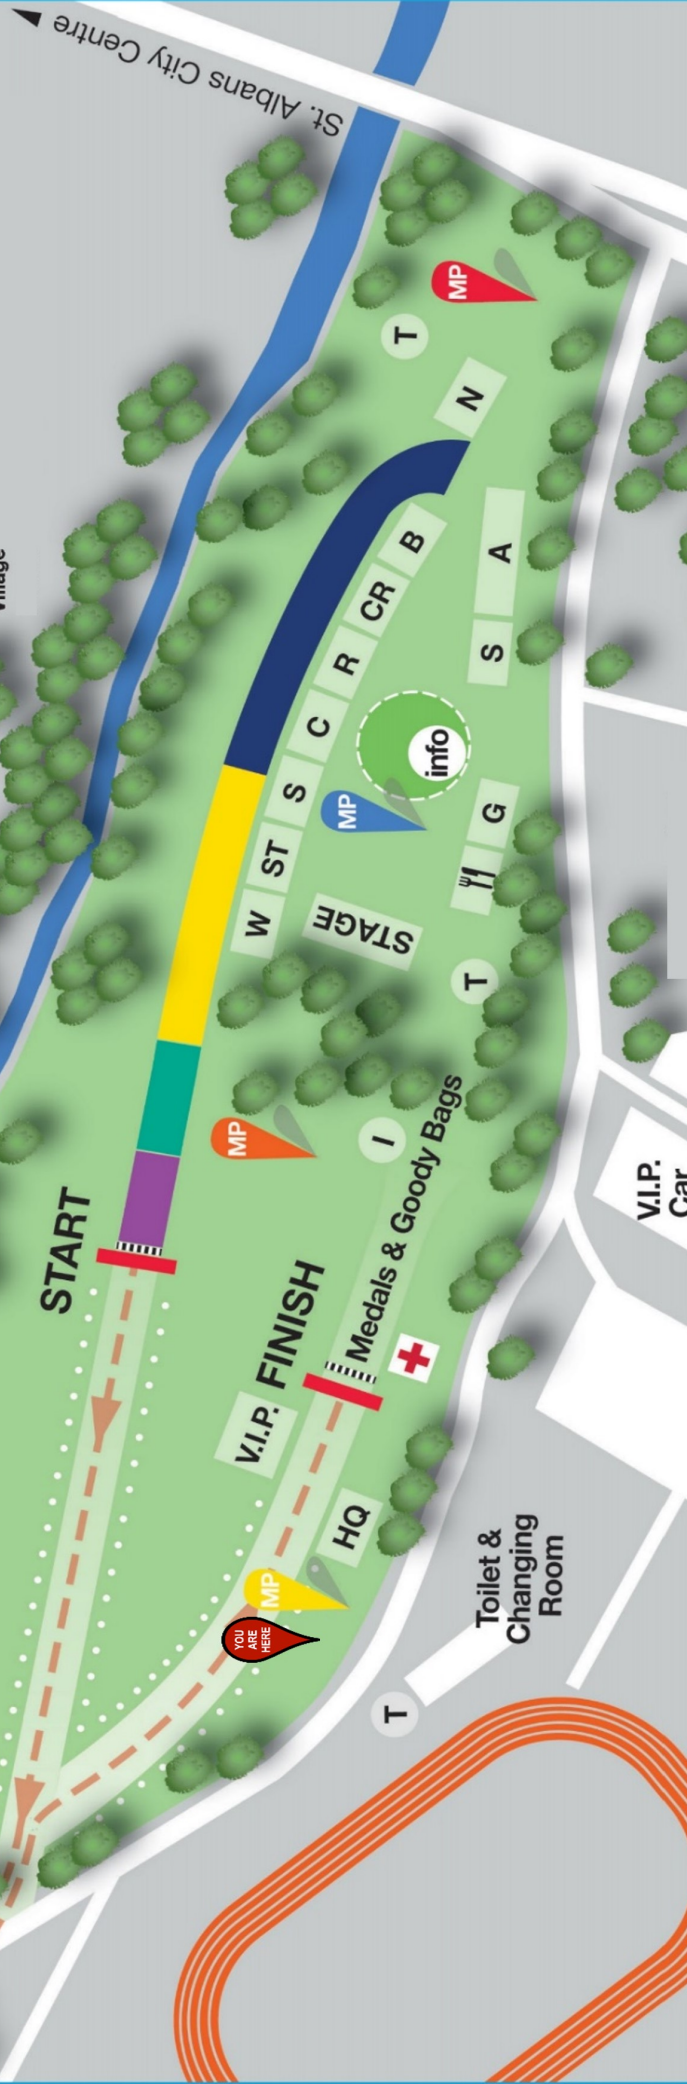 St. Albans City Centre
Village
MP
T
N
B
CR
R
C
S
ST
W
A
S
info
MP
G
STAGE
T
MP
I
START
Medals & Goody Bags
FINISH
V.I.P.
V.I.P.
Car
HQ
MP
YOU
ARE
HERE
Toilet &
Changing
Room
T